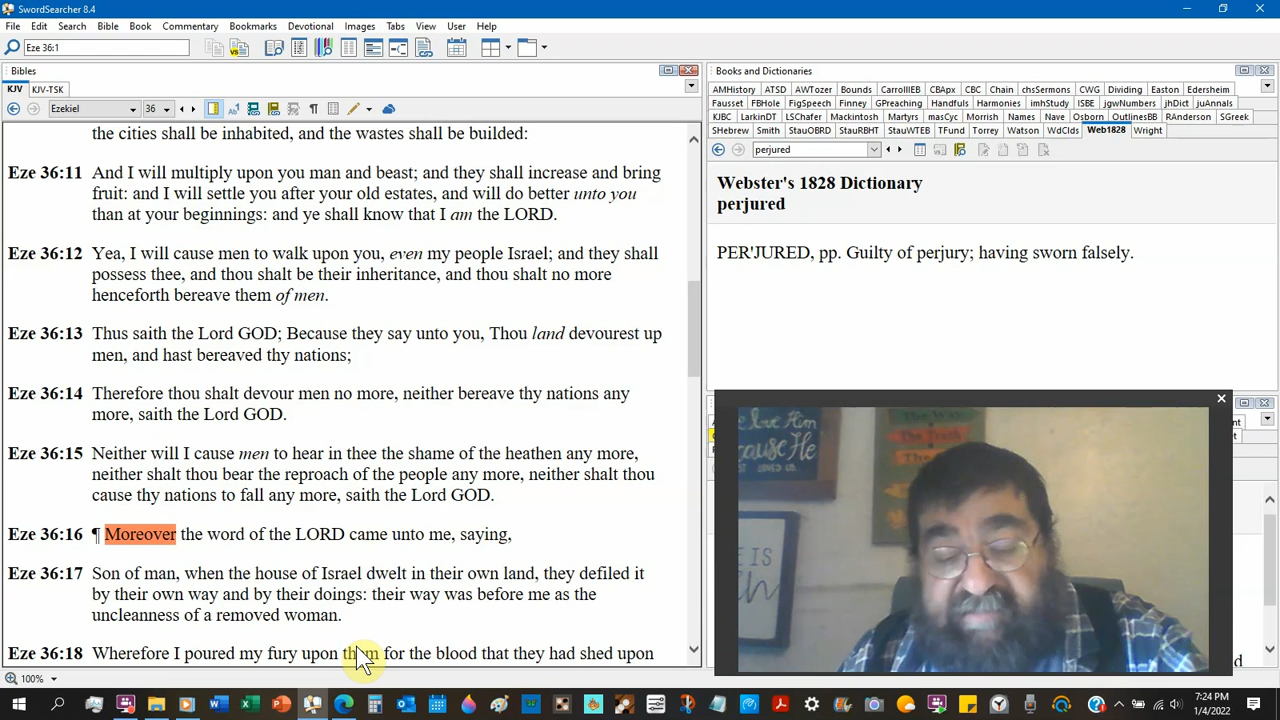 SwordSearcher 8.4
File Edit Search Bible Book Commentary Bookmarks Devotional Images Tabs View User Help
Eze 36:1
Bibles
KJV KJV-TSK
Ezekiel 36
the cities shall be inhabited, and the wastes shall be builded:
Eze 36:11 And I will multiply upon you man and beast; and they shall increase and bring
fruit: and I will settle you after your old estates, and will do better unto you
than at your beginnings: and ye shall know that I am the LORD.
Eze 36:12 Yea, I will cause men to walk upon you, even my people Israel; and they shall
possess thee, and thou shalt be their inheritance, and thou shalt no more
henceforth bereave them of men.
Eze 36:13 Thus saith the Lord GOD; Because they say unto you, Thou land devourest up
men, and hast bereaved thy nations;
Eze 36:14 Therefore thou shalt devour men no more, neither bereave thy nations any
more, saith the Lord GOD.
Eze 36:15 Neither will I cause men to hear in thee the shame of the heathen any more,
neither shalt thou bear the reproach of the people any more, neither shalt thou
cause thy nations to fall any more, saith the Lord GOD.
Eze 36:16 ¶ Moreover the word of the LORD came unto me, saying,
Eze 36:17 Son of man, when the house of Israel dwelt in their own land, they defiled it
by their own way and by their doings: their way was before me as the
uncleanness of a removed woman.
Eze 36:18 Wherefore I poured my fury upon them for the blood that they had shed upon
100%
Books and Dictionaries
AMHistory ATSD AWTozer Bounds CarrollIEB CBApx CBC Chain chsSermons CWG Dividing Easton Edersheim
Fausset FBHole FigSpeech Finney GPreaching Handfuls Harmonies imhStudy ISBE jgwNumbers jhDict juAnnals
KJBC LarkinDT LSChafer Mackintosh Martyrs masCyc Morrish Names Nave Osborn OutlinesBB RAnderson SGreek
SHebrew Smith StauOBRD StauRBHT StauWTEB TFund Torrey Watson WdClds Web1828 Wright
perjured
Webster's 1828 Dictionary
perjured
PER'JURED, pp. Guilty of perjury; having sworn falsely.
The Way
The Truth
7:24 PM
1/4/2022